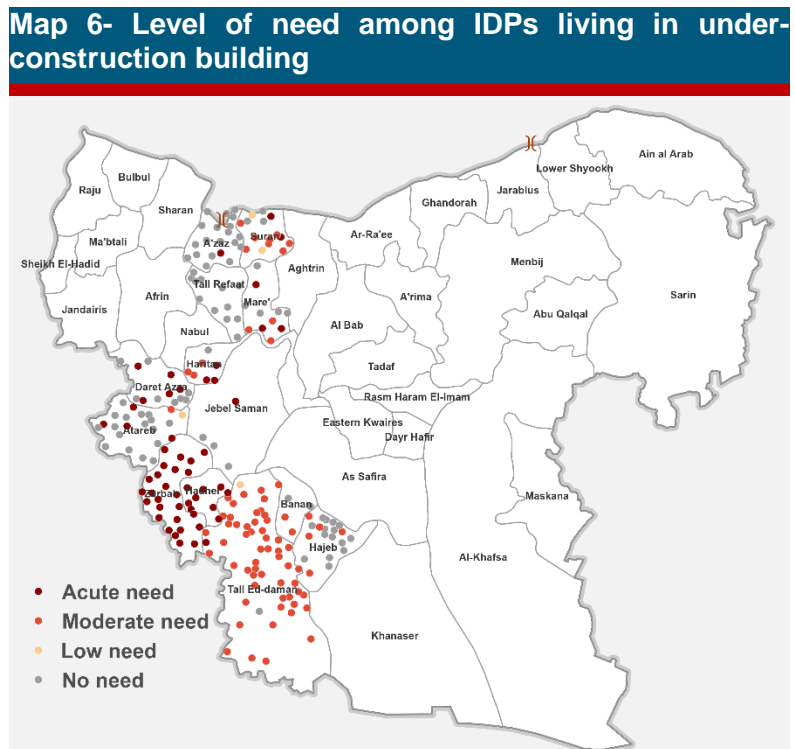 Map 6- Level of need among IDPs living in under-
construction building
Ain al Arab
Lower Shyookh
Bulbul
Raju
Jarablus
Ghandorah
Sharan
Ar-Ra'ee
A'zaz
Suran
Ma'btali
Menbij
Sheikh El-Hadid
Aghtrin
Tall Refaat
Sarin
Afrin
A'rima
Mare'
Jandairis
Abu Qalqal
Al Bab
Nabul
Haritan
Tadaf
Daret Azza
Rasm Haram El-Imam
Jebel Saman
Eastern Kwaires
Atareb
Dayr Hafir
As Safira
Zarbah
Hadher
Maskana
Banan
Hajeb
Al-Khafsa
Tall Ed-daman
Khanaser
Acute need
Moderate need
Low need
No need